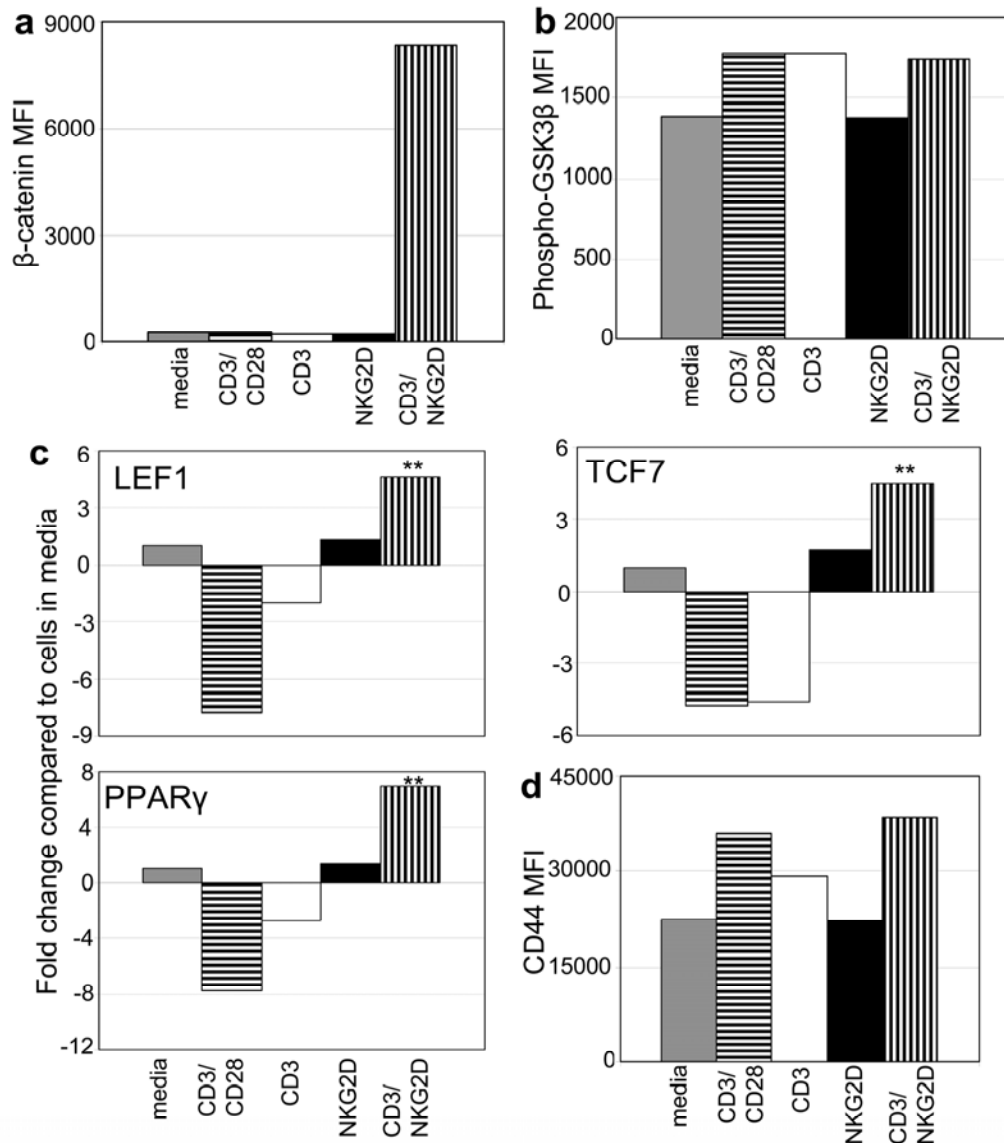 a
β-catenin MFI
9000
6000
3000
0
media
CD3/
CD28
CD3
NKG2D
CD3/
NKG2D
b
Phospho-GSK3β MFI
2000
1500
1000
500
0
media
CD3/
CD28
CD3
NKG2D
CD3/
NKG2D
c
Fold change compared to cells in media
LEF1
**
6
3
0
-3
-6
-9
TCF7
**
6
3
0
-3
-6
PPARγ
**
8
4
0
-4
-8
-12
media
CD3/
CD28
CD3
NKG2D
CD3/
NKG2D
d
CD44 MFI
45000
30000
15000
0
media
CD3/
CD28
CD3
NKG2D
CD3/
NKG2D